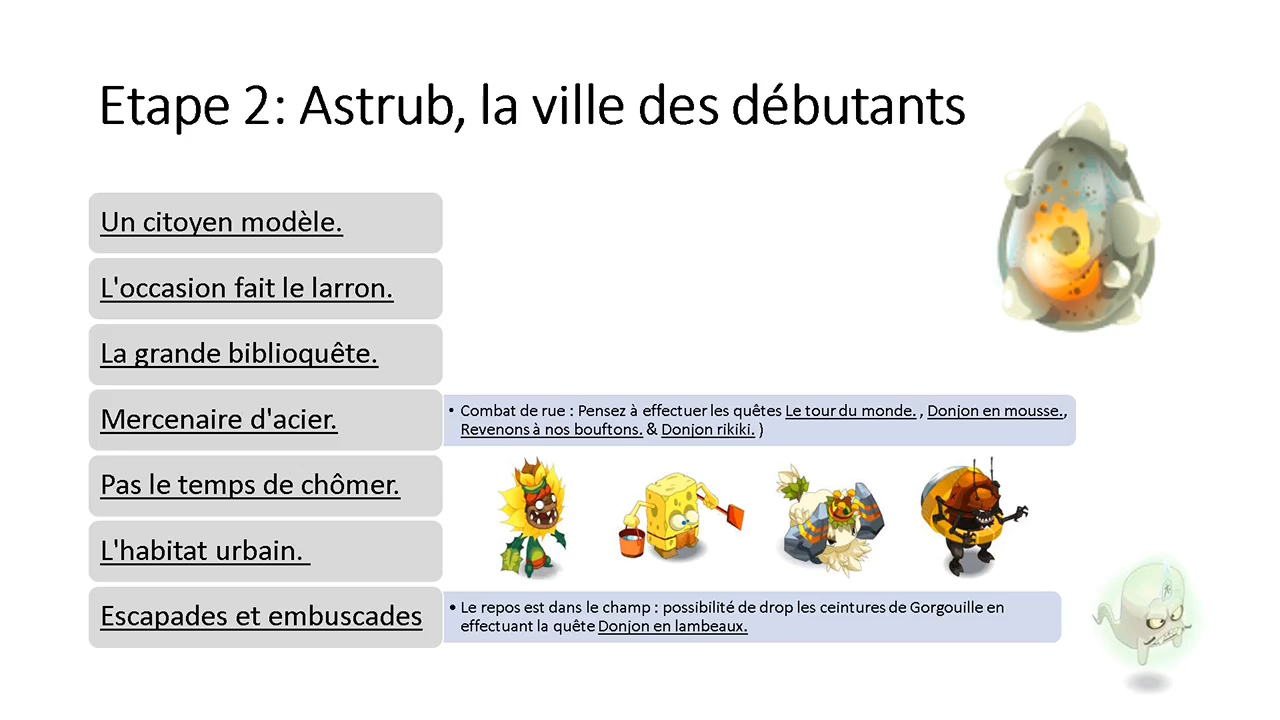 Etape 2: Astrub, la ville des débutants
Un citoyen modèle.
L'occasion fait le larron.
La grande biblioquête.
Mercenaire d'acier.
• Combat de rue : Pensez à effectuer les quêtes Le tour du monde. , Donjon en mousse.,
Revenons à nos bouftons. & Donjon rikiki. )
Pas le temps de chômer.
L'habitat urbain.
Escapades et embuscades
• Le repos est dans le champ : possibilité de drop les ceintures de Gorgouille en
effectuant la quête Donjon en lambeaux.